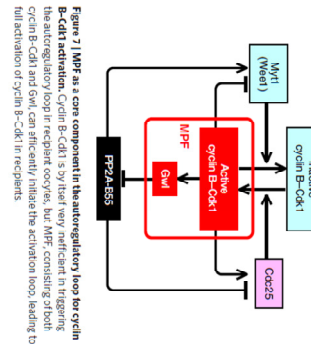 Myt1
(Wee1)
cyclin B–Cdk1
Cdc25
Active
cyclin B–Cdk1
MPF
Gwl
PP2A-B55
Figure 7 | MPF as a core component in the autoregulatory loop for cyclin
B–Cdk1 activation. Cyclin B–Cdk1 is by itself very inefficient in triggering
the autoregulatory loop in recipient oocytes, but MPF, consisting of both
cyclin B–Cdk1 and Gwl, can efficiently initiate the activation loop, leading to
full activation of cyclin B–Cdk1 in recipients